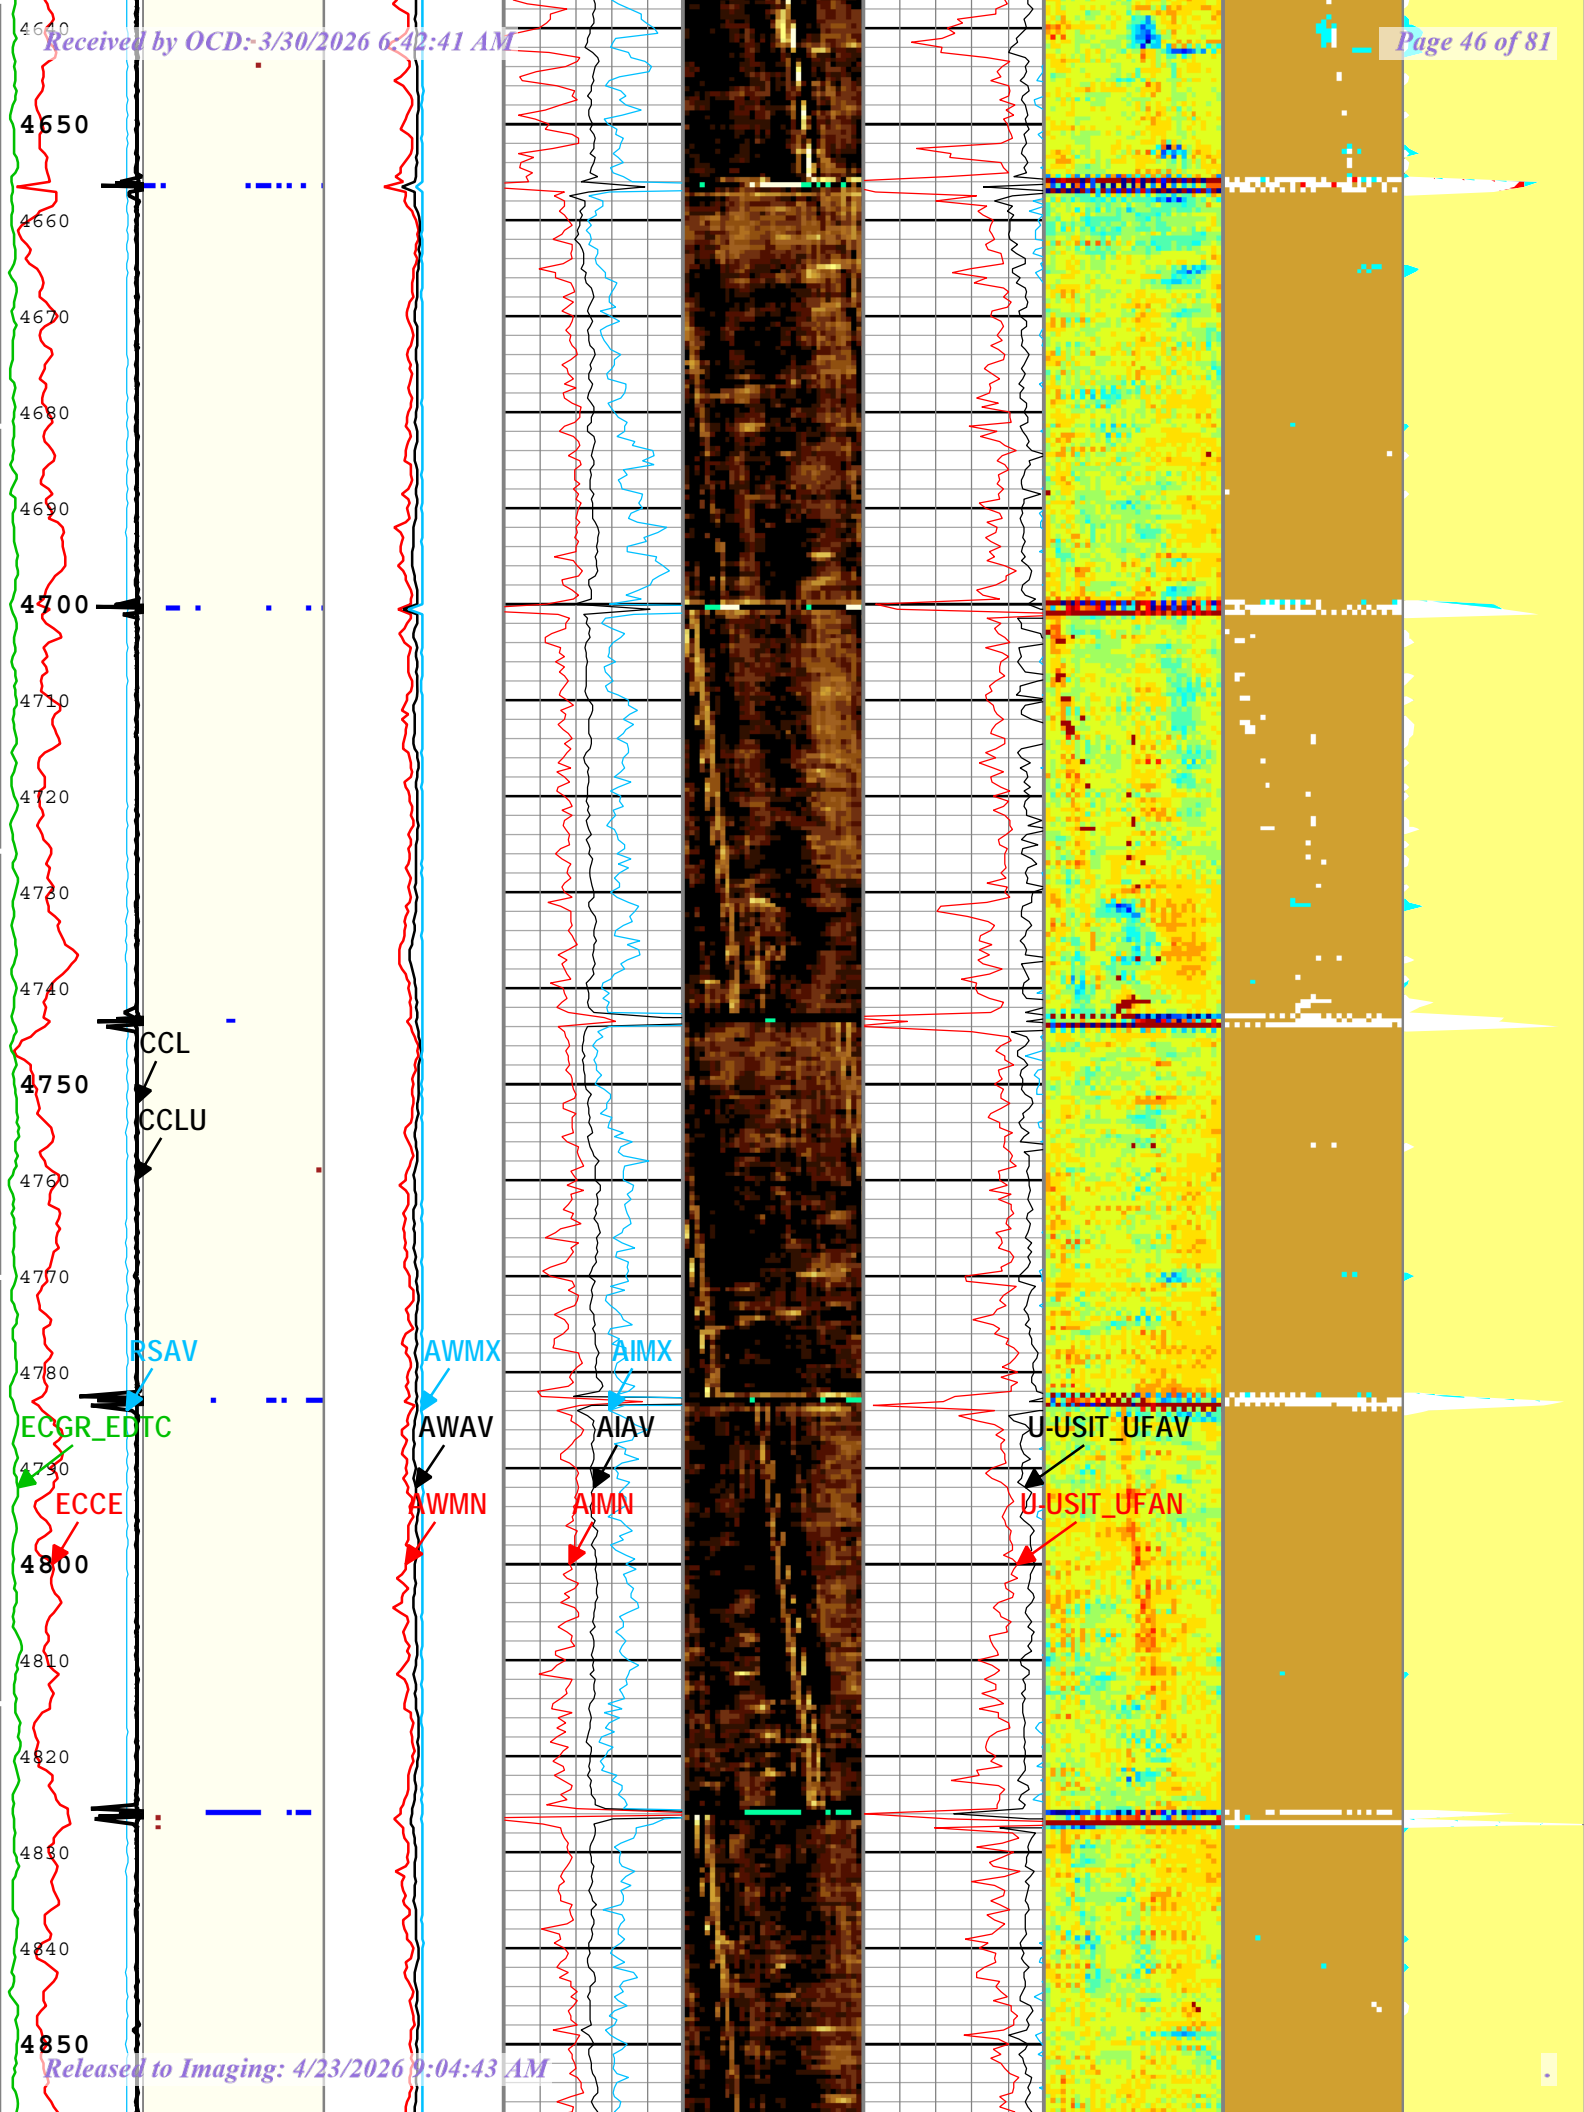 4640
Received by OCD: 3/30/2026 6:42:41 AM
Page 46 of 81
4650
4660
4670
4680
4690
4700
4710
4720
4730
4740
CCL
4750
CCLU
4760
4770
RSAV AWMX AIMX
4780
ECGR_EDTC AWAV AIAV U-USIT_UFAV
4790
ECCE AWMN AIMN U-USIT_UFAN
4800
4810
4820
4830
4840
4850
Released to Imaging: 4/23/2026 9:04:43 AM